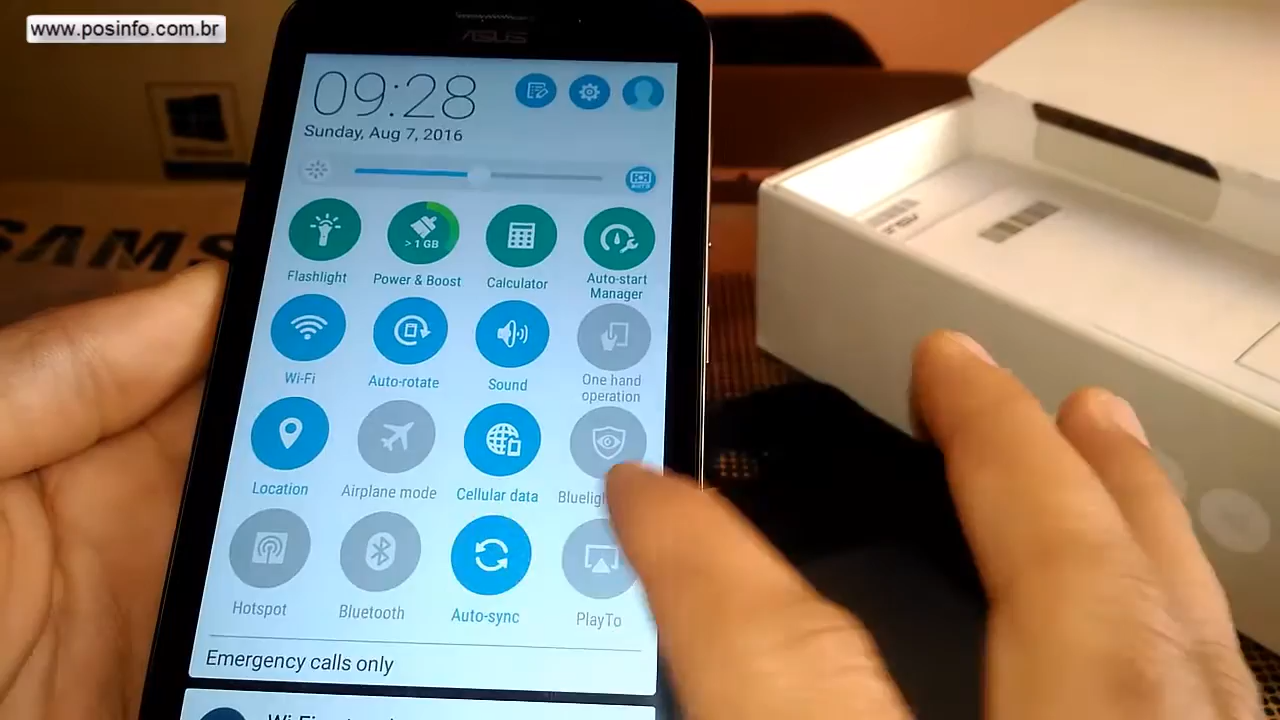 www.posinfo.com.br
ASUS
09:28
Sunday, Aug 7, 2016
AUTO
> 1 GB
Flashlight
Power & Boost
Calculator
Auto-start
Manager
Wi-Fi
Auto-rotate
Sound
One hand
operation
Location
Airplane mode
Cellular data
Hotspot
Bluetooth
Auto-sync
PlayTo
Emergency calls only
SAMS